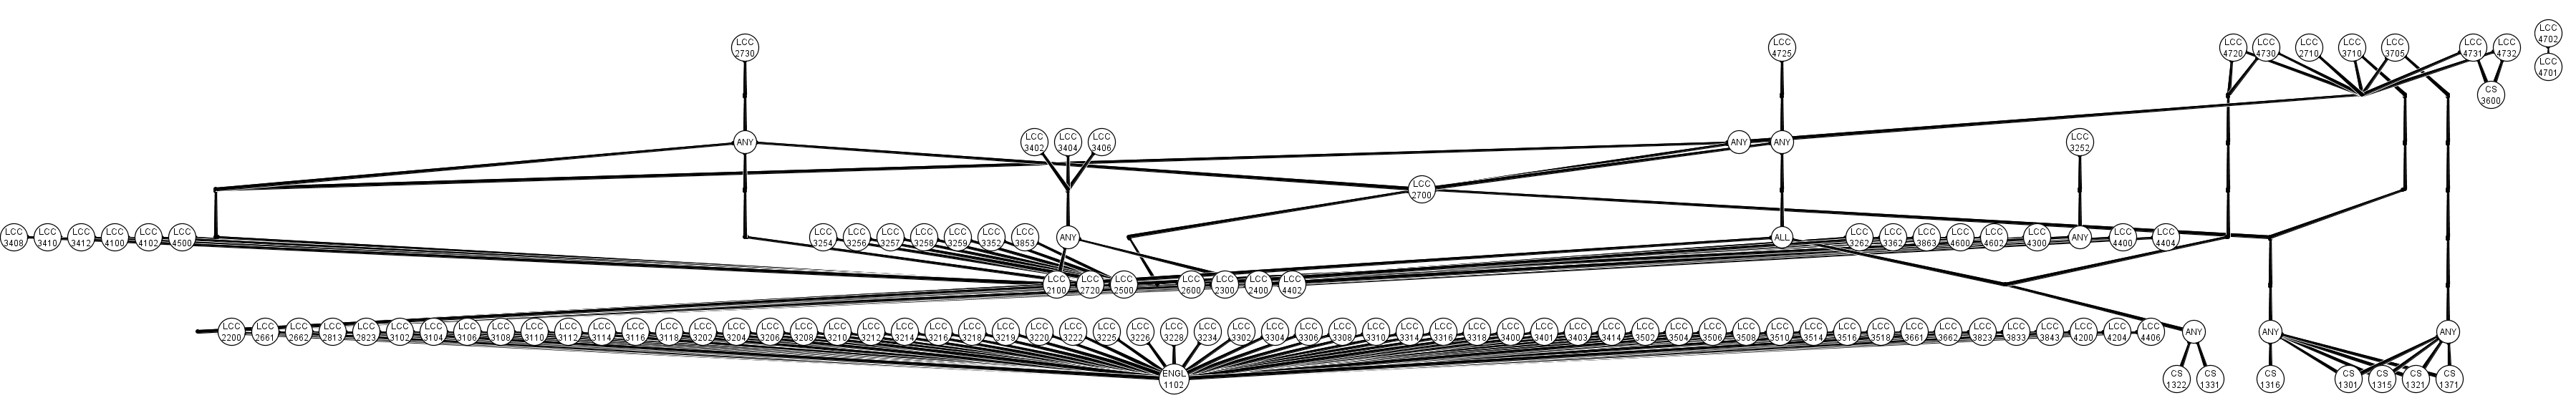 LCC
4702
LCC
2730
LCC
4725
LCC
4720
LCC
4730
LCC
2710
LCC
3710
LCC
3705
LCC
4731
LCC
4732
LCC
4701
CS
3600
ANY
LCC
3402
LCC
3404
LCC
3406
ANY
ANY
LCC
3252
LCC
2700
LCC
3408
LCC
3410
LCC
3412
LCC
4100
LCC
4102
LCC
4500
LCC
3254
LCC
3256
LCC
3257
LCC
3258
LCC
3259
LCC
3352
LCC
3853
ANY
ALL
LCC
3262
LCC
3362
LCC
3863
LCC
4600
LCC
4602
LCC
4300
ANY
LCC
4400
LCC
4404
LCC
2100
LCC
2720
LCC
2500
LCC
2600
LCC
2300
LCC
2400
LCC
4402
LCC
2200
LCC
2661
LCC
2662
LCC
2813
LCC
2823
LCC
3102
LCC
3104
LCC
3106
LCC
3108
LCC
3110
LCC
3112
LCC
3114
LCC
3116
LCC
3118
LCC
3202
LCC
3204
LCC
3206
LCC
3208
LCC
3210
LCC
3212
LCC
3214
LCC
3216
LCC
3218
LCC
3219
LCC
3220
LCC
3222
LCC
3225
LCC
3226
LCC
3228
LCC
3234
LCC
3302
LCC
3304
LCC
3306
LCC
3308
LCC
3310
LCC
3314
LCC
3316
LCC
3318
LCC
3400
LCC
3401
LCC
3403
LCC
3414
LCC
3502
LCC
3504
LCC
3506
LCC
3508
LCC
3510
LCC
3514
LCC
3516
LCC
3518
LCC
3661
LCC
3662
LCC
3823
LCC
3833
LCC
3843
LCC
4200
LCC
4204
LCC
4406
ANY
ANY
ANY
ENGL
1102
CS
1322
CS
1331
CS
1316
CS
1301
CS
1315
CS
1321
CS
1371